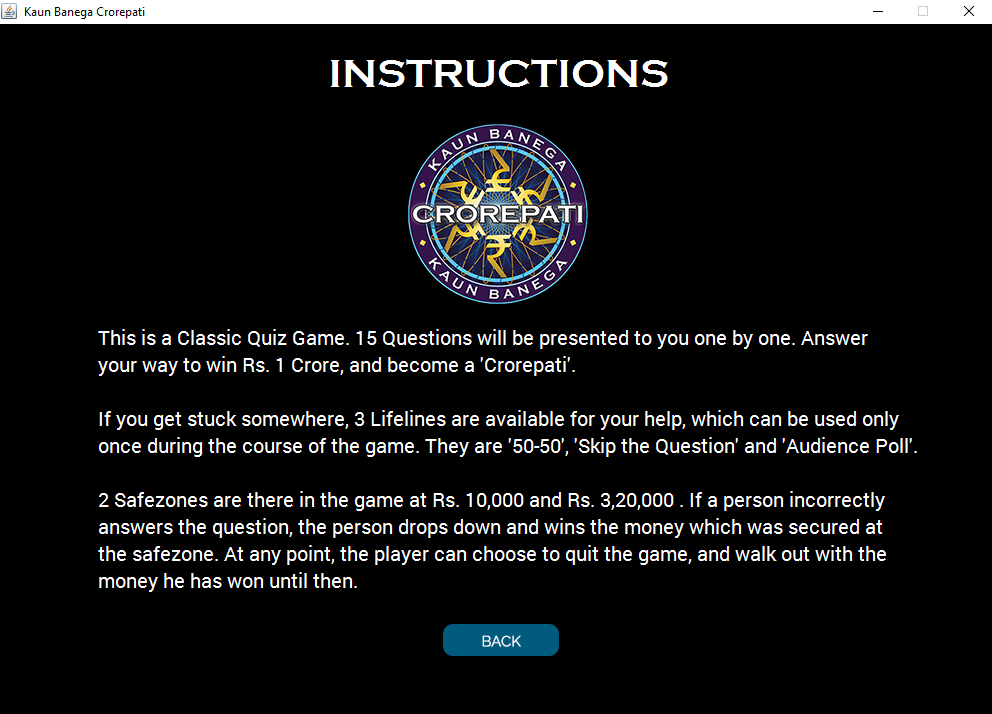 Kaun Banega Crorepati
INSTRUCTIONS
KAUN BANEGA
CROREPATI
KAUN BANEGA
This is a Classic Quiz Game. 15 Questions will be presented to you one by one. Answer
your way to win Rs. 1 Crore, and become a 'Crorepati'.
If you get stuck somewhere, 3 Lifelines are available for your help, which can be used only
once during the course of the game. They are '50-50', 'Skip the Question' and 'Audience Poll'.
2 Safezones are there in the game at Rs. 10,000 and Rs. 3,20,000 . If a person incorrectly
answers the question, the person drops down and wins the money which was secured at
the safezone. At any point, the player can choose to quit the game, and walk out with the
money he has won until then.
BACK